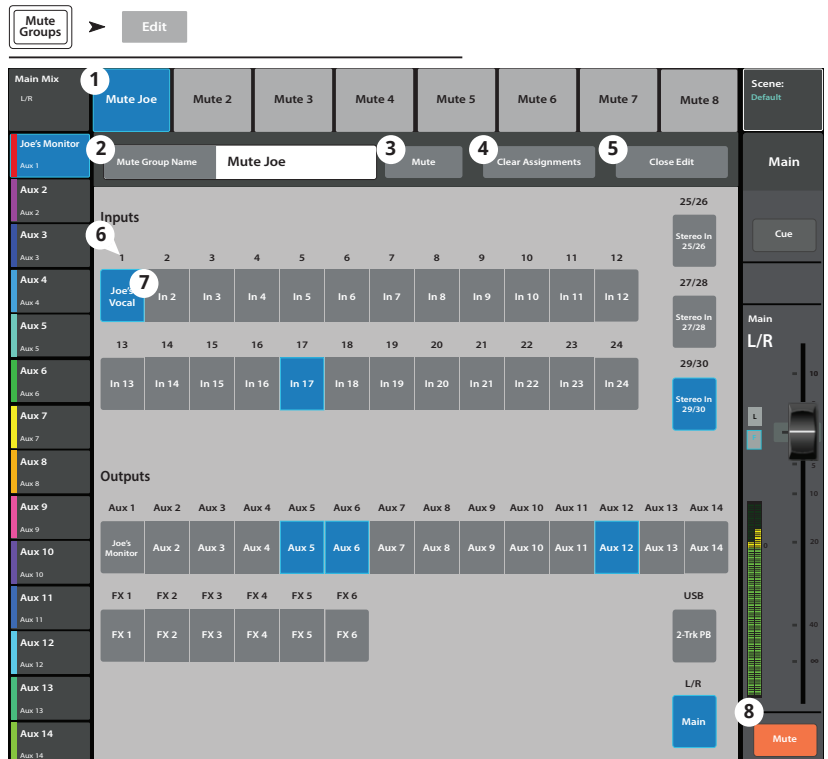 Mute
Groups
Edit
Main Mix
L/R
1
Mute Joe
Mute 2
Mute 3
Mute 4
Mute 5
Mute 6
Mute 7
Mute 8
Scene:
Default
Joe's Monitor
Aux 1
2
Mute Group Name
Mute Joe
3
Mute
4
Clear Assignments
5
Close Edit
Main
Aux 2
Aux 2
Aux 3
Aux 3
Aux 4
Aux 4
Aux 5
Aux 5
Aux 6
Aux 6
Aux 7
Aux 7
Aux 8
Aux 8
Aux 9
Aux 9
Aux 10
Aux 10
Aux 11
Aux 11
Aux 12
Aux 12
Aux 13
Aux 13
Aux 14
Aux 14
Inputs
6
1 2 3 4 5 6 7 8 9 10 11 12
Joe's
Vocal
7
In 2 In 3 In 4 In 5 In 6 In 7 In 8 In 9 In 10 In 11 In 12
13 14 15 16 17 18 19 20 21 22 23 24
In 13 In 14 In 15 In 16 In 17 In 18 In 19 In 20 In 21 In 22 In 23 In 24
25/26
Stereo In
25/26
27/28
Stereo In
27/28
29/30
Stereo In
29/30
Outputs
Aux 1 Aux 2 Aux 3 Aux 4 Aux 5 Aux 6 Aux 7 Aux 8 Aux 9 Aux 10 Aux 11 Aux 12 Aux 13 Aux 14
Joe's
Monitor
Aux 2 Aux 3 Aux 4 Aux 5 Aux 6 Aux 7 Aux 8 Aux 9 Aux 10 Aux 11 Aux 12 Aux 13 Aux 14
FX 1 FX 2 FX 3 FX 4 FX 5 FX 6
FX 1 FX 2 FX 3 FX 4 FX 5 FX 6
USB
2-Trk PB
L/R
Main
Cue
Main
L/R
10
L
5
10
0
20
40
∞
8
Mute